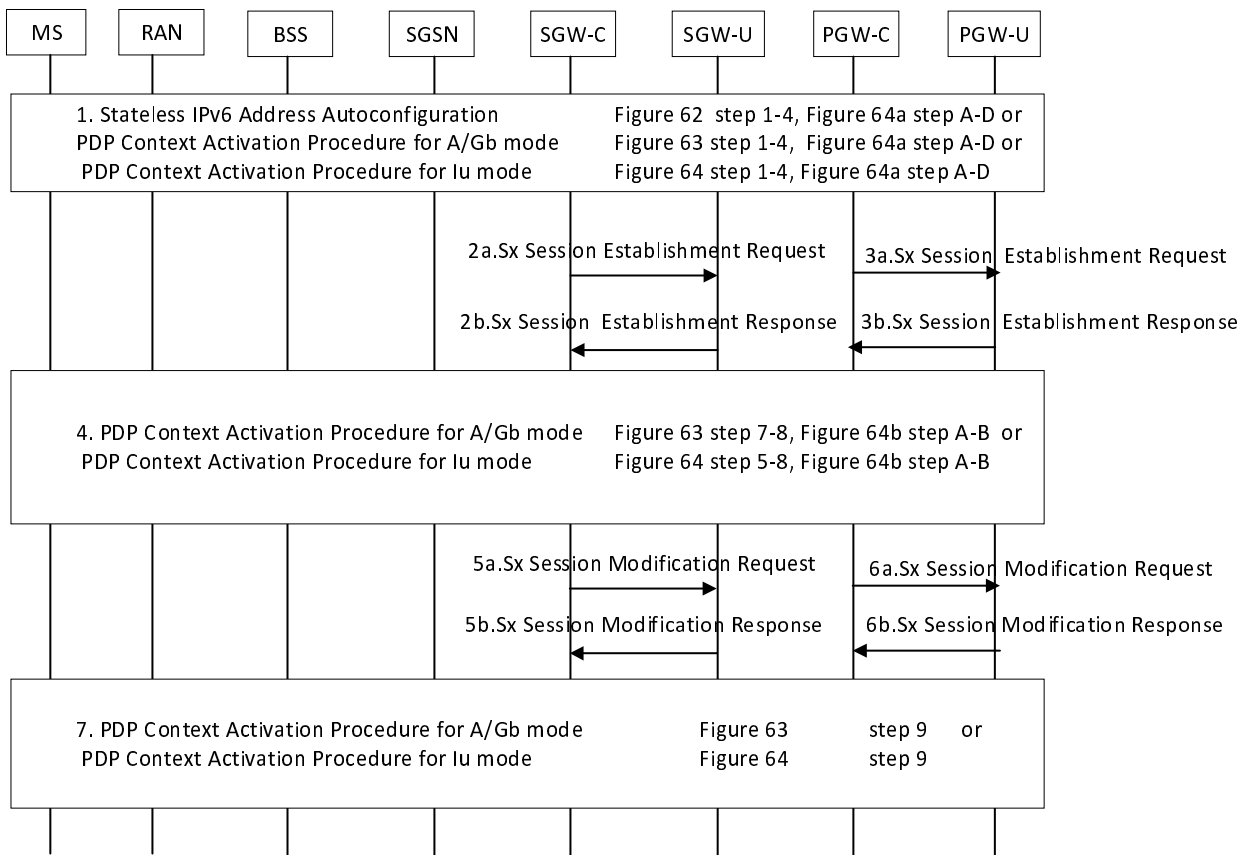 MS RAN BSS SGSN SGW-C SGW-U PGW-C PGW-U
1. Stateless IPv6 Address Autoconfiguration Figure 62 step 1-4, Figure 64a step A-D or
PDP Context Activation Procedure for A/Gb mode Figure 63 step 1-4, Figure 64a step A-D or
PDP Context Activation Procedure for Iu mode Figure 64 step 1-4, Figure 64a step A-D
2a.Sx Session Establishment Request
3a.Sx Session Establishment Request
2b.Sx Session Establishment Response
3b.Sx Session Establishment Response
4. PDP Context Activation Procedure for A/Gb mode Figure 63 step 7-8, Figure 64b step A-B or
PDP Context Activation Procedure for Iu mode Figure 64 step 5-8, Figure 64b step A-B
5a.Sx Session Modification Request
6a.Sx Session Modification Request
5b.Sx Session Modification Response
6b.Sx Session Modification Response
7. PDP Context Activation Procedure for A/Gb mode Figure 63 step 9 or
PDP Context Activation Procedure for Iu mode Figure 64 step 9